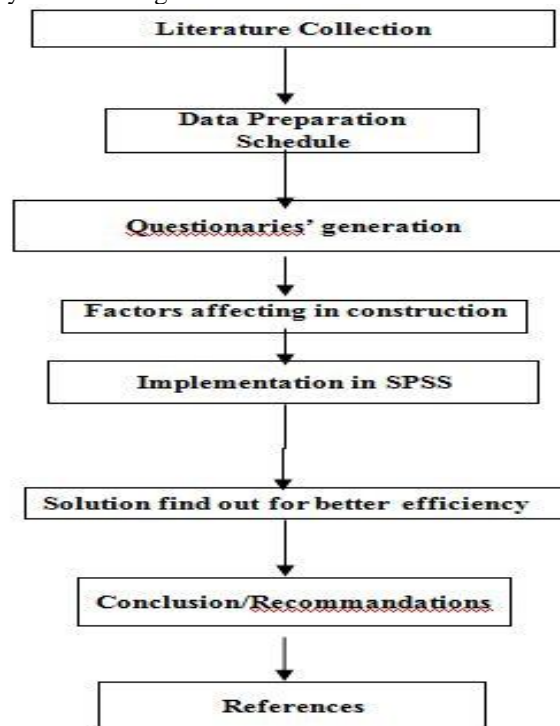 Literature Collection
Data Preparation
Schedule
Questionaries’ generation
Factors affecting in construction
Implementation in SPSS
Solution find out for better efficiency
Conclusion/Recommandations
References